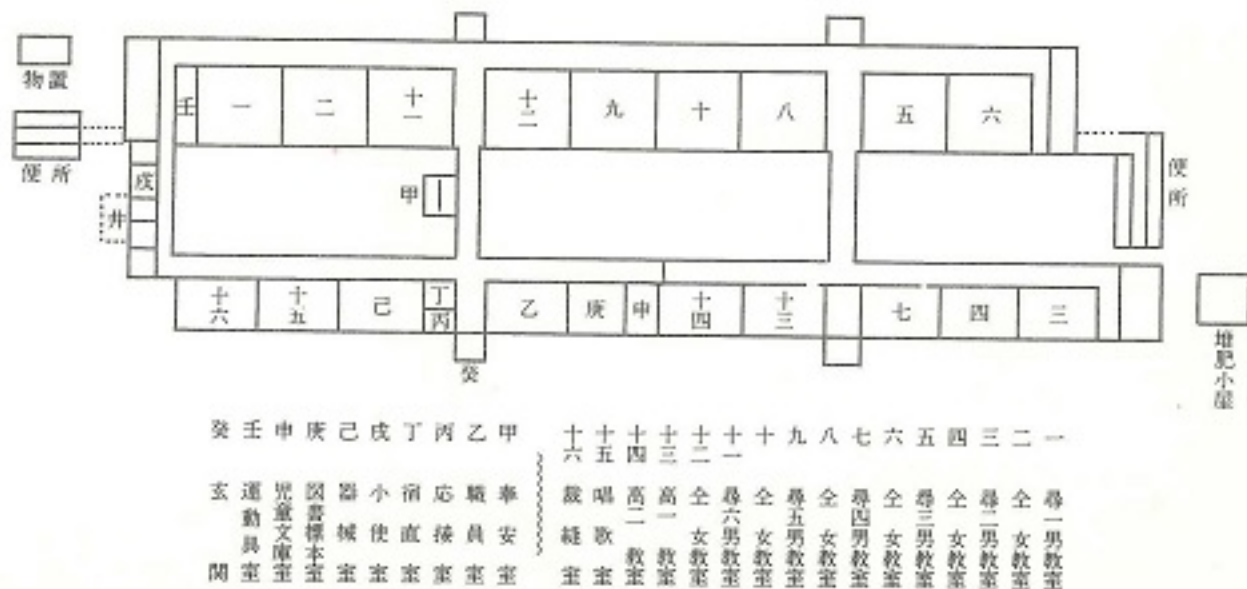 物置
便所
壬
一
二
十一
十二
九
十
八
五
六
便所
戌
井
甲
十六
十五
己
丁
丙
乙
庚
申
十四
十三
七
四
三
癸
堆肥小屋
一 尋一男教室
二 仝 女教室
三 尋二男教室
四 仝 女教室
五 尋三男教室
六 仝 女教室
七 尋四男教室
八 仝 女教室
九 尋五男教室
十 仝 女教室
十一 尋六男教室
十二 仝 女教室
十三 高一 教室
十四 高二 教室
十五 唱歌室
十六 裁縫室
甲 奉安室
乙 職員室
丙 応接室
丁 宿直室
戌 小使室
己 器械室
庚 図書標本室
申 児童文庫室
壬 運動具室
癸 玄関